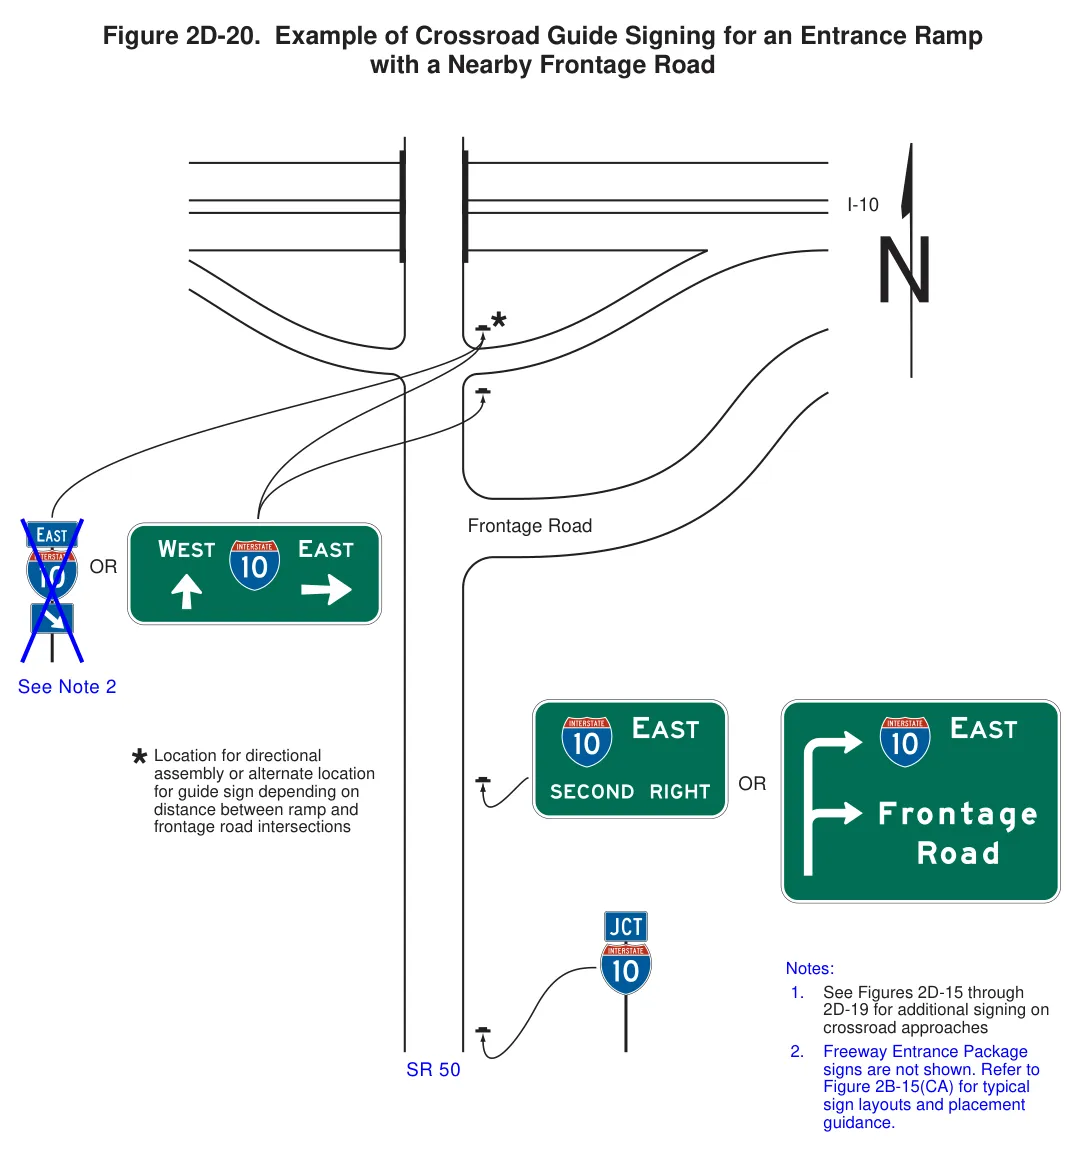 Figure 2D-20. Example of Crossroad Guide Signing for an Entrance Ramp
with a Nearby Frontage Road
I-10
N
*
Frontage Road
EAST
INTERSTATE
10
OR
WEST
INTERSTATE
10
EAST
See Note 2
* Location for directional
assembly or alternate location
for guide sign depending on
distance between ramp and
frontage road intersections
INTERSTATE
10
EAST
SECOND RIGHT
OR
INTERSTATE
10
EAST
Frontage
Road
JCT
INTERSTATE
10
SR 50
Notes:
1. See Figures 2D-15 through
2D-19 for additional signing on
crossroad approaches
2. Freeway Entrance Package
signs are not shown. Refer to
Figure 2B-15(CA) for typical
sign layouts and placement
guidance.